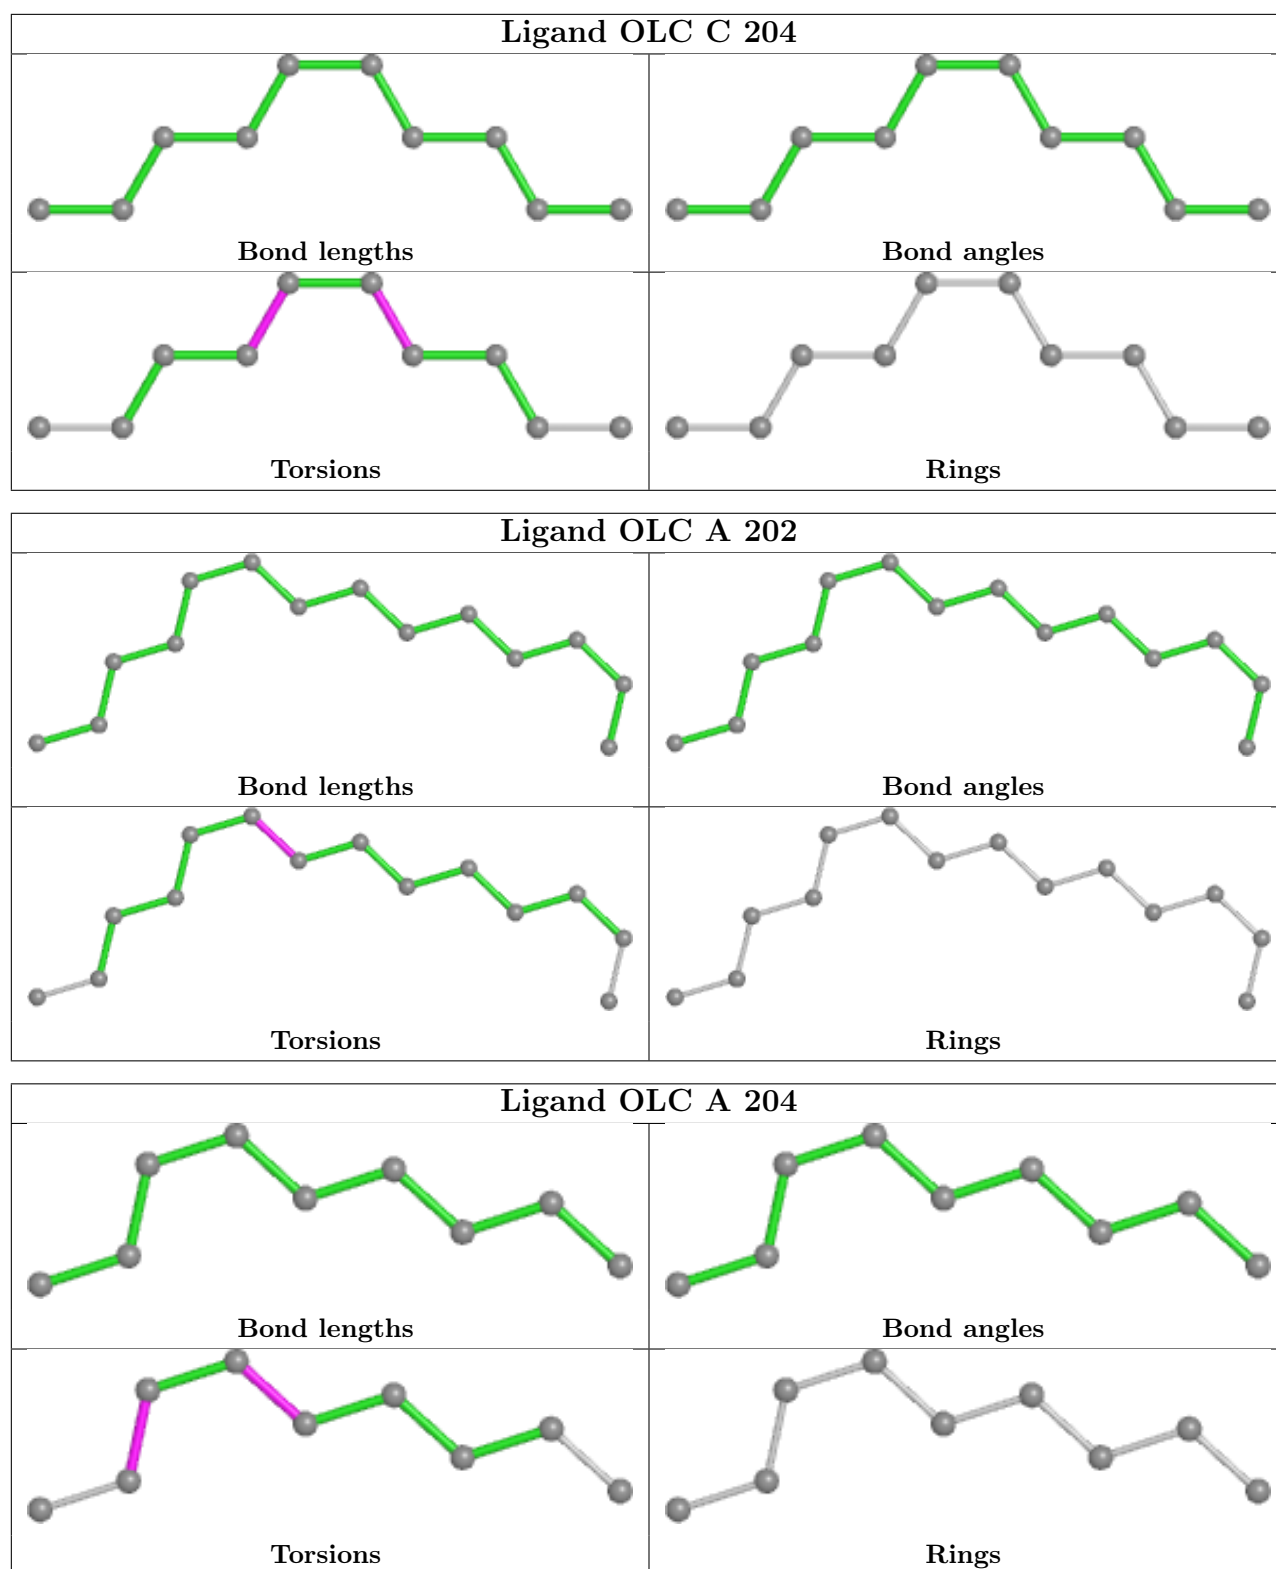 Ligand OLC C 204
Bond lengths
Bond angles
Torsions
Rings
Ligand OLC A 202
Bond lengths
Bond angles
Torsions
Rings
Ligand OLC A 204
Bond lengths
Bond angles
Torsions
Rings